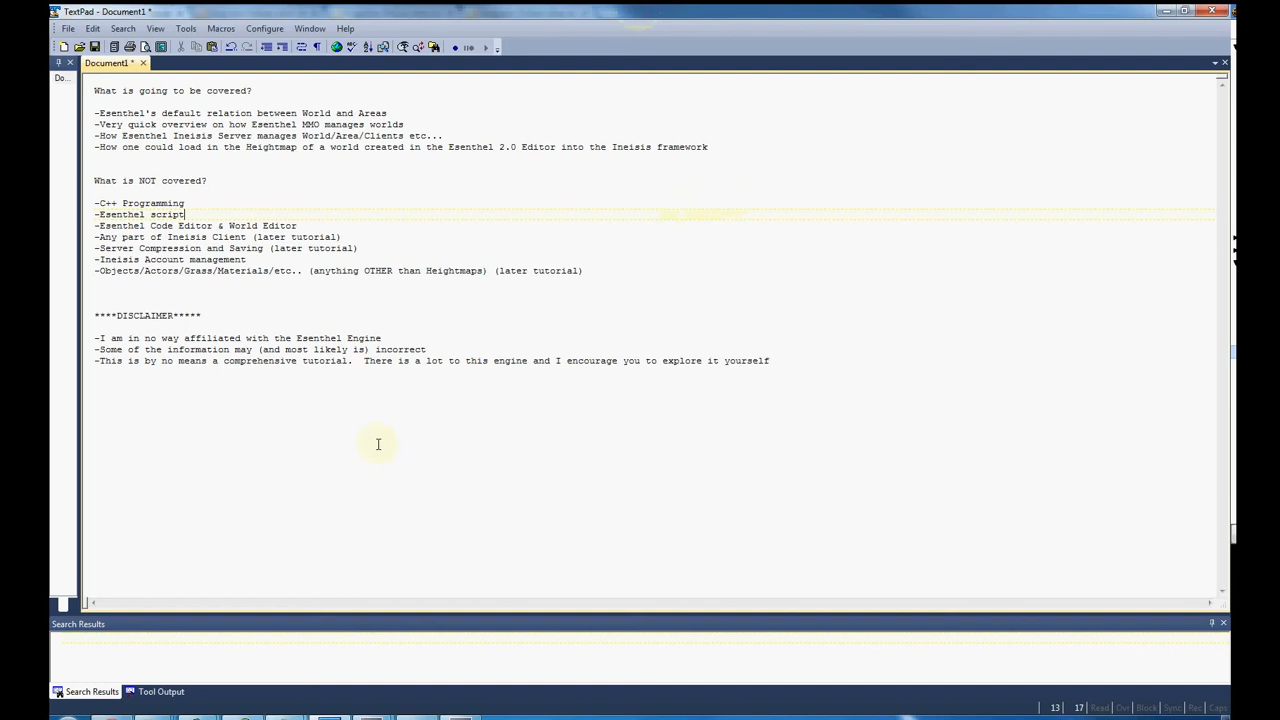 TextPad - Document1 *
File Edit Search View Tools Macros Configure Window Help
Document1 *
Do...
What is going to be covered?
-Esenthel's default relation between World and Areas
-Very quick overview on how Esenthel MMO manages worlds
-How Esenthel Ineisis Server manages World/Area/Clients etc...
-How one could load in the Heightmap of a world created in the Esenthel 2.0 Editor into the Ineisis framework
What is NOT covered?
-C++ Programming
-Esenthel script
-Esenthel Code Editor & World Editor
-Any part of Ineisis Client (later tutorial)
-Server Compression and Saving (later tutorial)
-Ineisis Account management
-Objects/Actors/Grass/Materials/etc.. (anything OTHER than Heightmaps) (later tutorial)
****DISCLAIMER*****
-I am in no way affiliated with the Esenthel Engine
-Some of the information may (and most likely is) incorrect
-This is by no means a comprehensive tutorial.  There is a lot to this engine and I encourage you to explore it yourself
Search Results
Search Results Tool Output
13 17 Read Ovr Block Sync Rec Caps